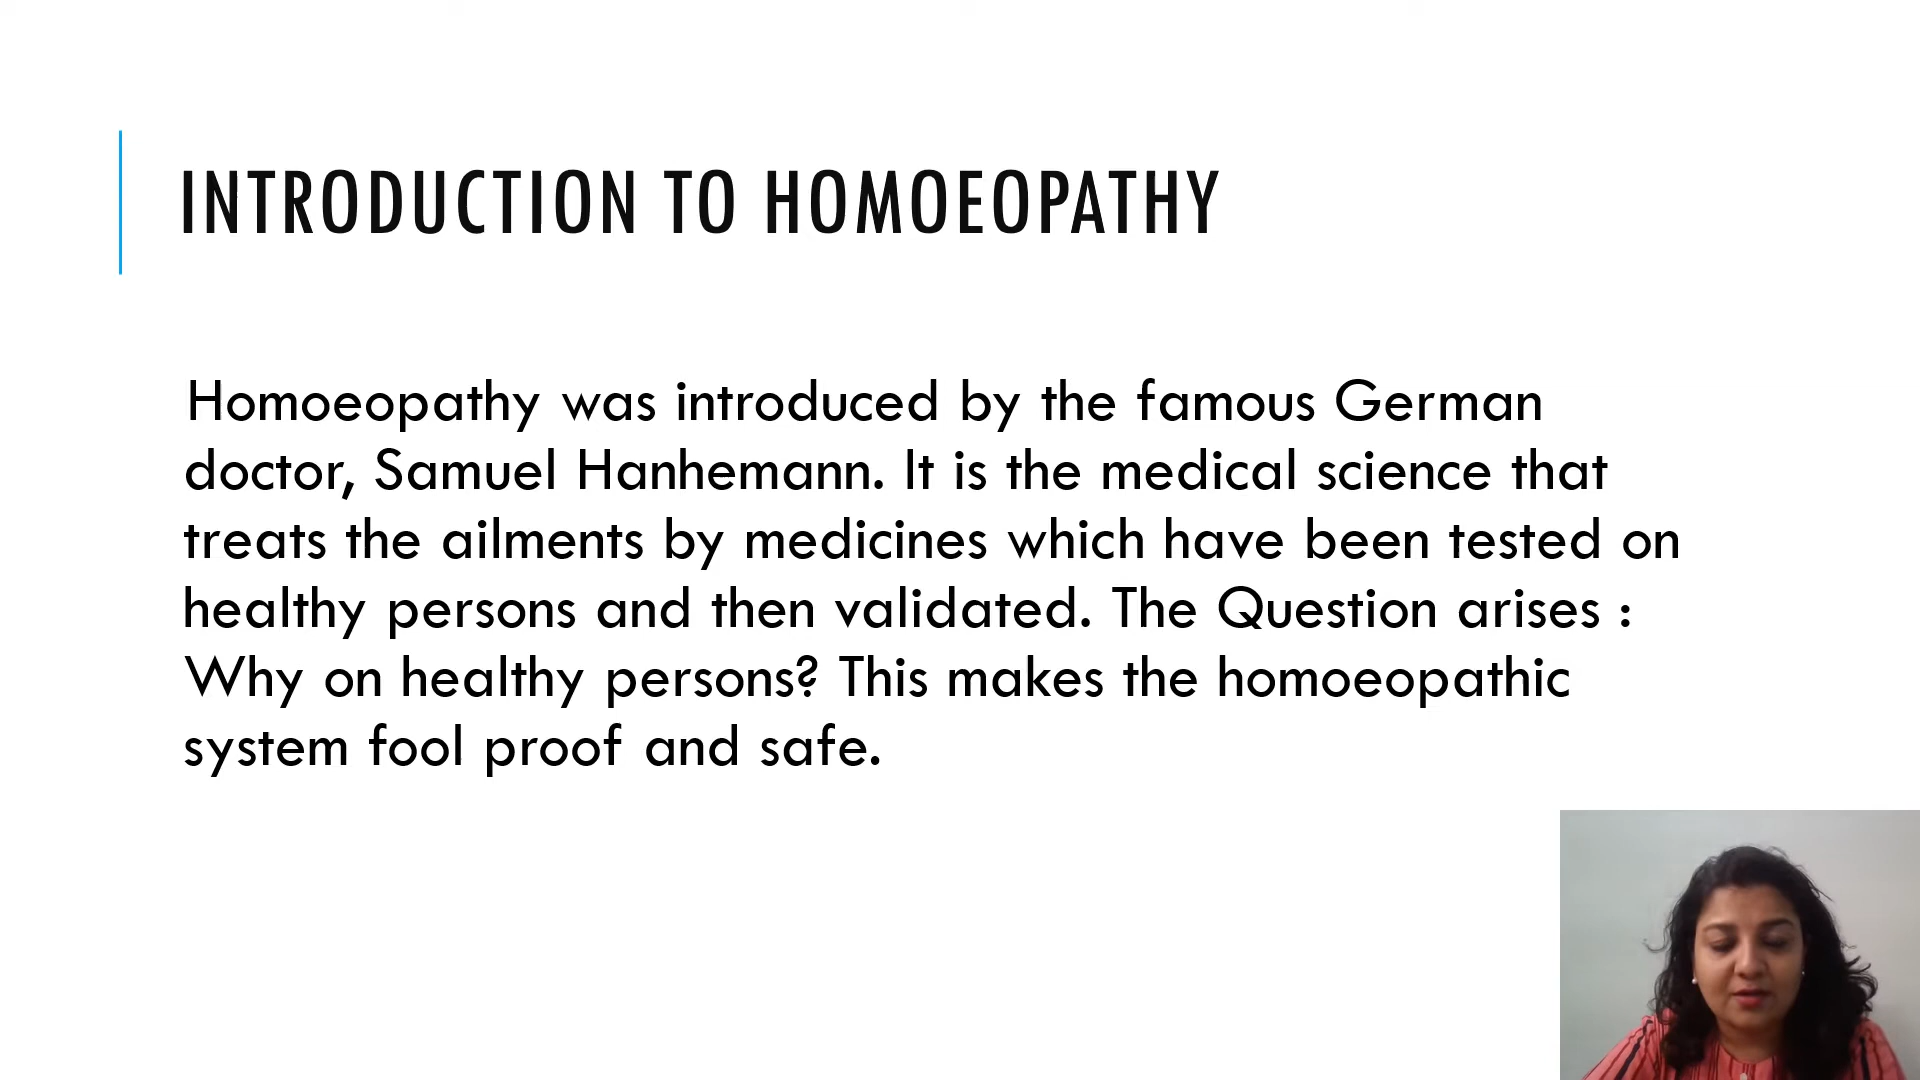 INTRODUCTION TO HOMOEOPATHY
Homoeopathy was introduced by the famous German
doctor, Samuel Hanhemann. It is the medical science that
treats the ailments by medicines which have been tested on
healthy persons and then validated. The Question arises :
Why on healthy persons? This makes the homoeopathic
system fool proof and safe.